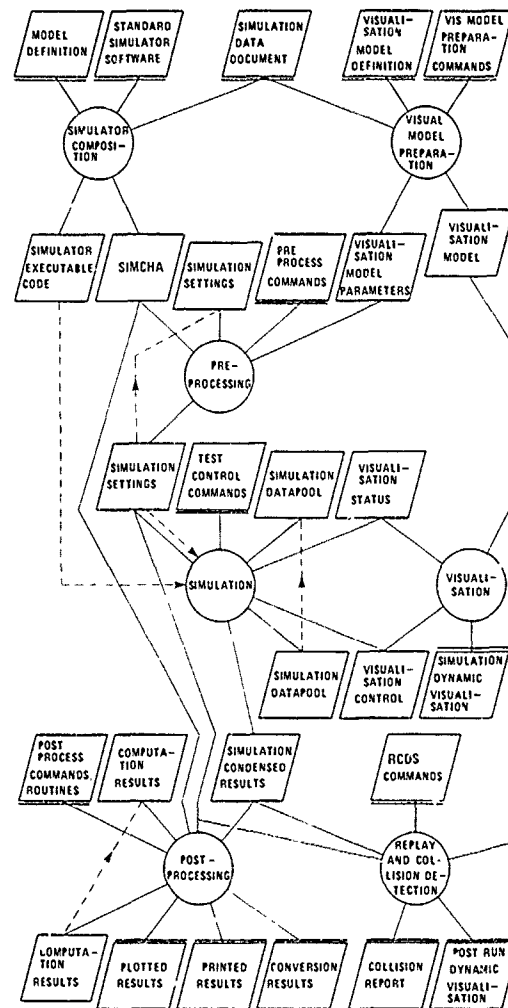 MODEL
DEFINITION
STANDARD
SIMULATOR
SOFTWARE
SIMULATION
DATA
DOCUMENT
VISUALI-
SATION
MODEL
DEFINITION
VIS MODEL
PREPARA-
TION
COMMANDS
SIMULATOR
COMPOSI-
TION
VISUAL
MODEL
PREPARA-
TION
SIMULATOR
EXECUTABLE
CODE
SIMCHA
SIMULATION
SETTINGS
PRE
PROCESS
COMMANDS
VISUALI-
SATION
MODEL
PARAMETERS
VISUALI-
SATION
MODEL
PRE-
PROCESSING
SIMULATION
SETTINGS
TEST
CONTROL
COMMANDS
SIMULATION
DATAPOOL
VISUALI-
SATION
STATUS
SIMULATION
VISUALI-
SATION
SIMULATION
DATAPOOL
VISUALI-
SATION
CONTROL
SIMULATION
DYNAMIC
VISUALI-
SATION
POST
PROCESS
COMMANDS,
ROUTINES
COMPUTA-
TION
RESULTS
SIMULATION
CONDENSED
RESULTS
RCDS
COMMANDS
POST-
PROCESSING
REPLAY
AND COLLI-
SION DE-
TECTION
COMPUTATION
RESULTS
PLOTTED
RESULTS
PRINTED
RESULTS
CONVERSION
RESULTS
COLLISION
REPORT
POST RUN
DYNAMIC
VISUALI-
SATION